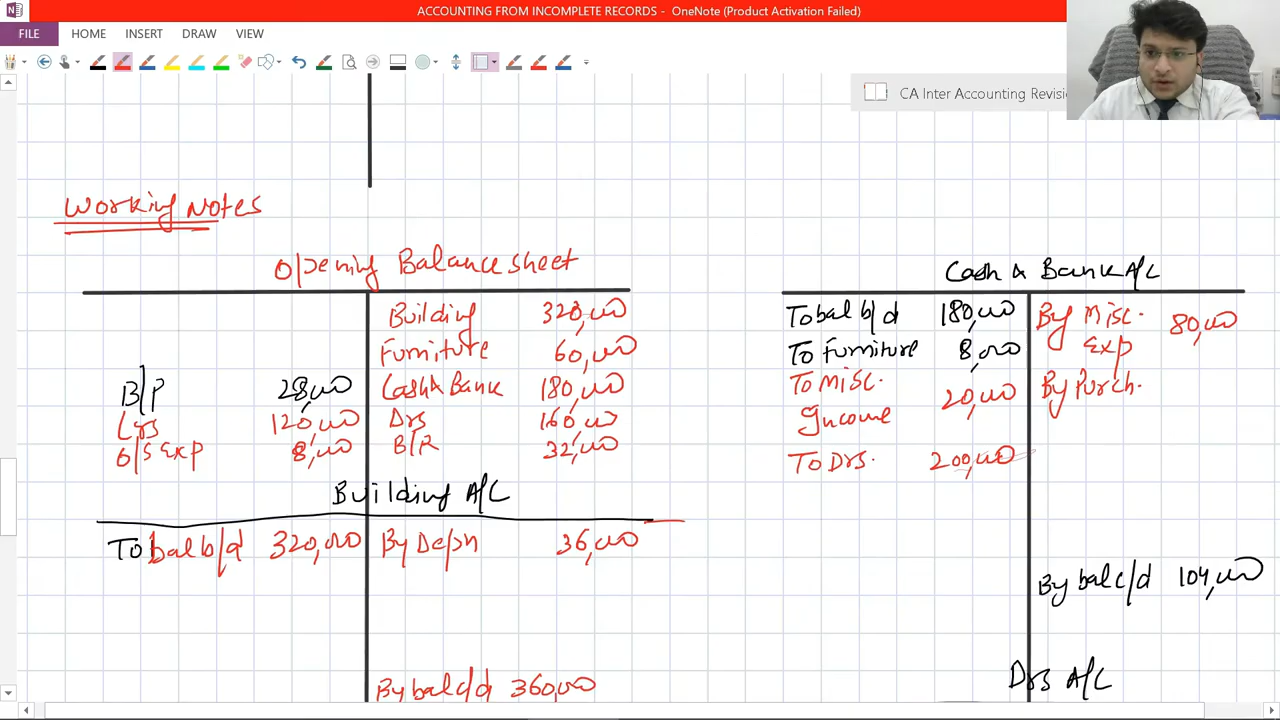 ACCOUNTING FROM INCOMPLETE RECORDS - OneNote (Product Activation Failed)
FILE HOME INSERT DRAW VIEW
CA Inter Accounting Revisi
Working Notes
Opening Balance sheet
Building 320,000
Furniture 60,000
B/P 28,000 Cash & Bank 180,000
Crs 120,000 Drs 160,000
O/S Exp 8,000 B/R 32,000
Building A/C
To bal b/d 320,000 By Depn 36,000
By bal c/d 360,000
Cash & Bank A/C
To bal b/d 180,000 By Misc. Exp 80,000
To Furniture 8,000
To Misc. Income 20,000 By Purch.
To Drs. 200,000
By bal c/d 104,000
Drs A/C